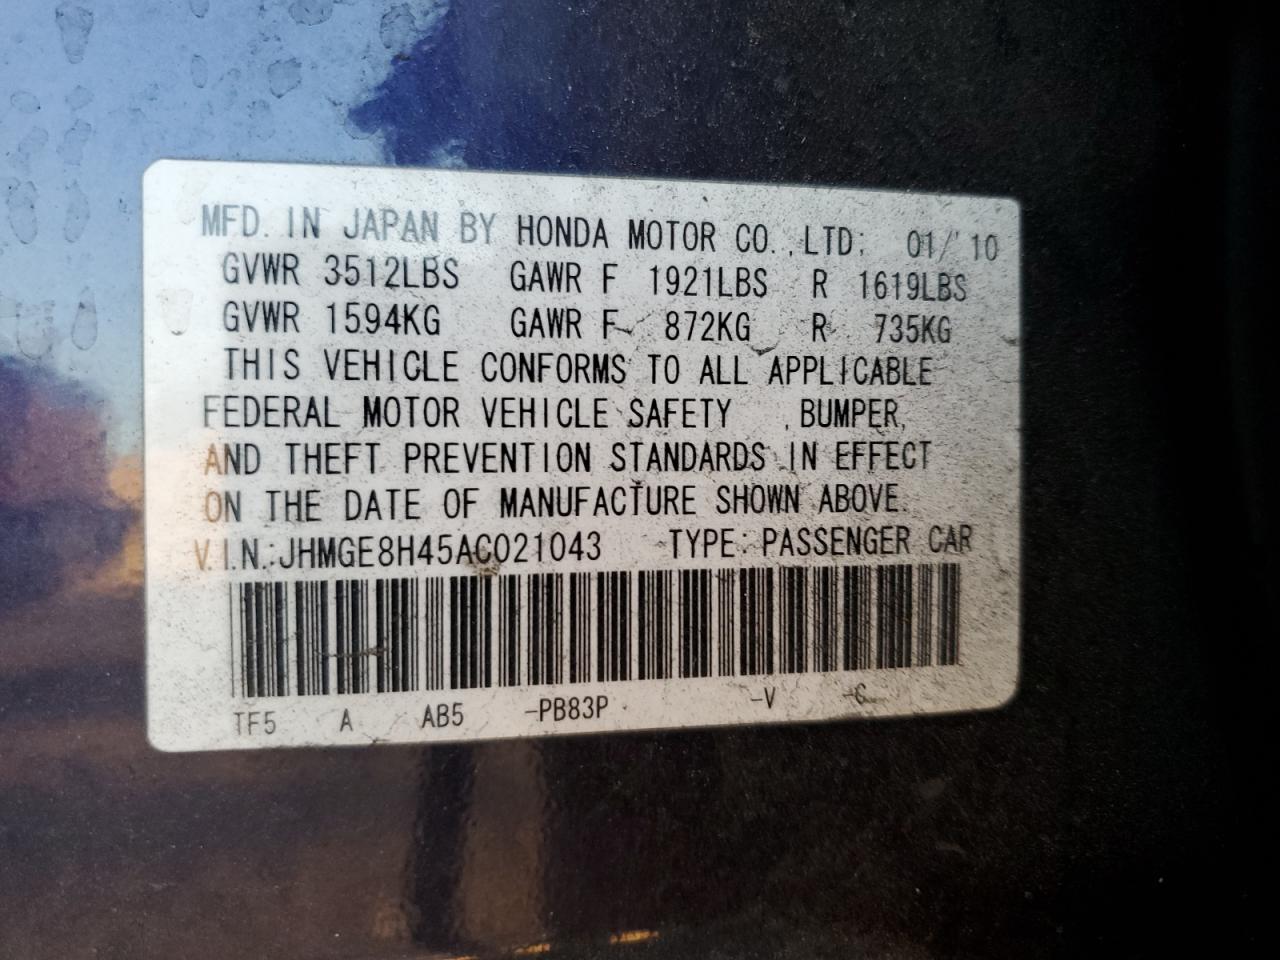 MFD. IN JAPAN BY HONDA MOTOR CO.,LTD; 01/'10
GVWR 3512LBS GAWR F 1921LBS R 1619LBS
GVWR 1594KG GAWR F 872KG R 735KG
THIS VEHICLE CONFORMS TO ALL APPLICABLE
FEDERAL MOTOR VEHICLE SAFETY , BUMPER,
AND THEFT PREVENTION STANDARDS IN EFFECT
ON THE DATE OF MANUFACTURE SHOWN ABOVE.
V.I.N.:JHMGE8H45AC021043 TYPE:PASSENGER CAR
TF5 A AB5 -PB83P -V -C